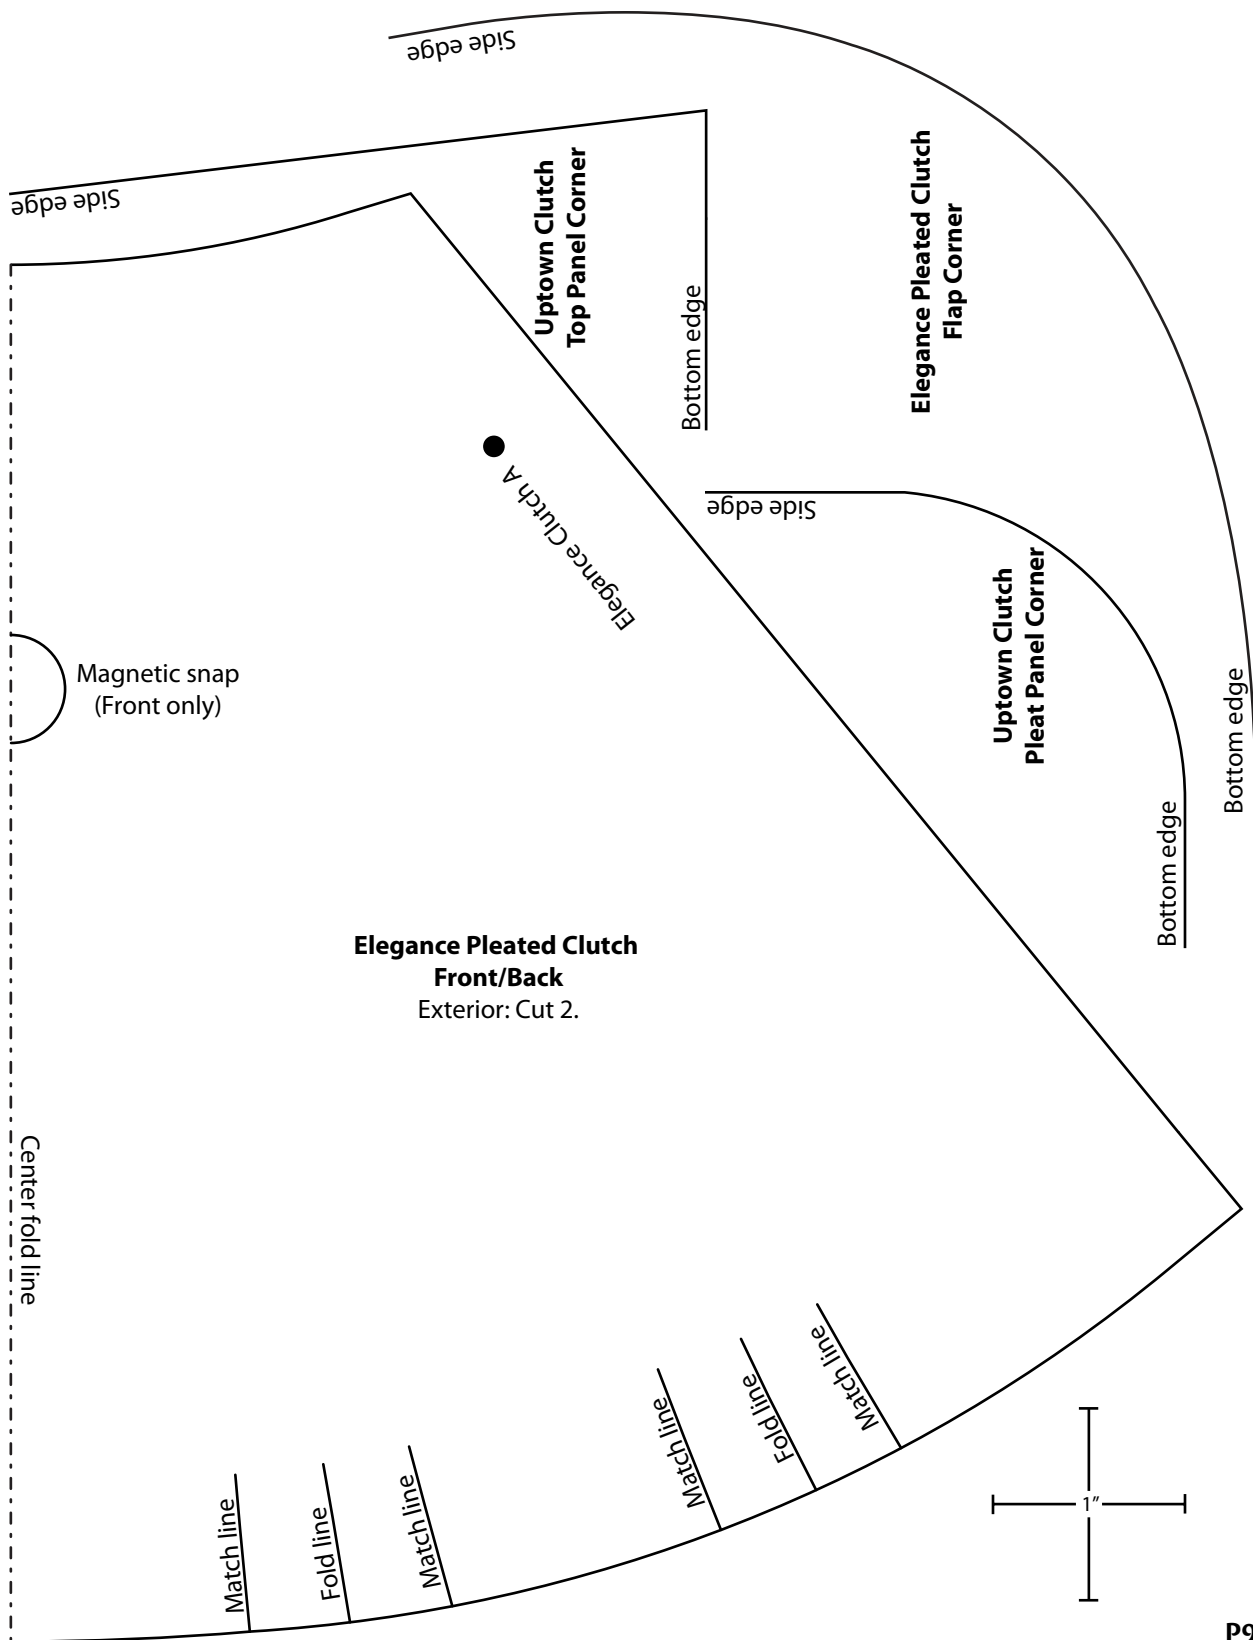 Side edge
Side edge
Uptown Clutch
Top Panel Corner
Bottom edge
Elegance Pleated Clutch
Flap Corner
Bottom edge
Side edge
Uptown Clutch
Pleat Panel Corner
Bottom edge
Elegance Clutch A
Magnetic snap
(Front only)
Elegance Pleated Clutch
Front/Back
Exterior: Cut 2.
Center fold line
Match line
Fold line
Match line
Match line
Fold line
Match line
1”